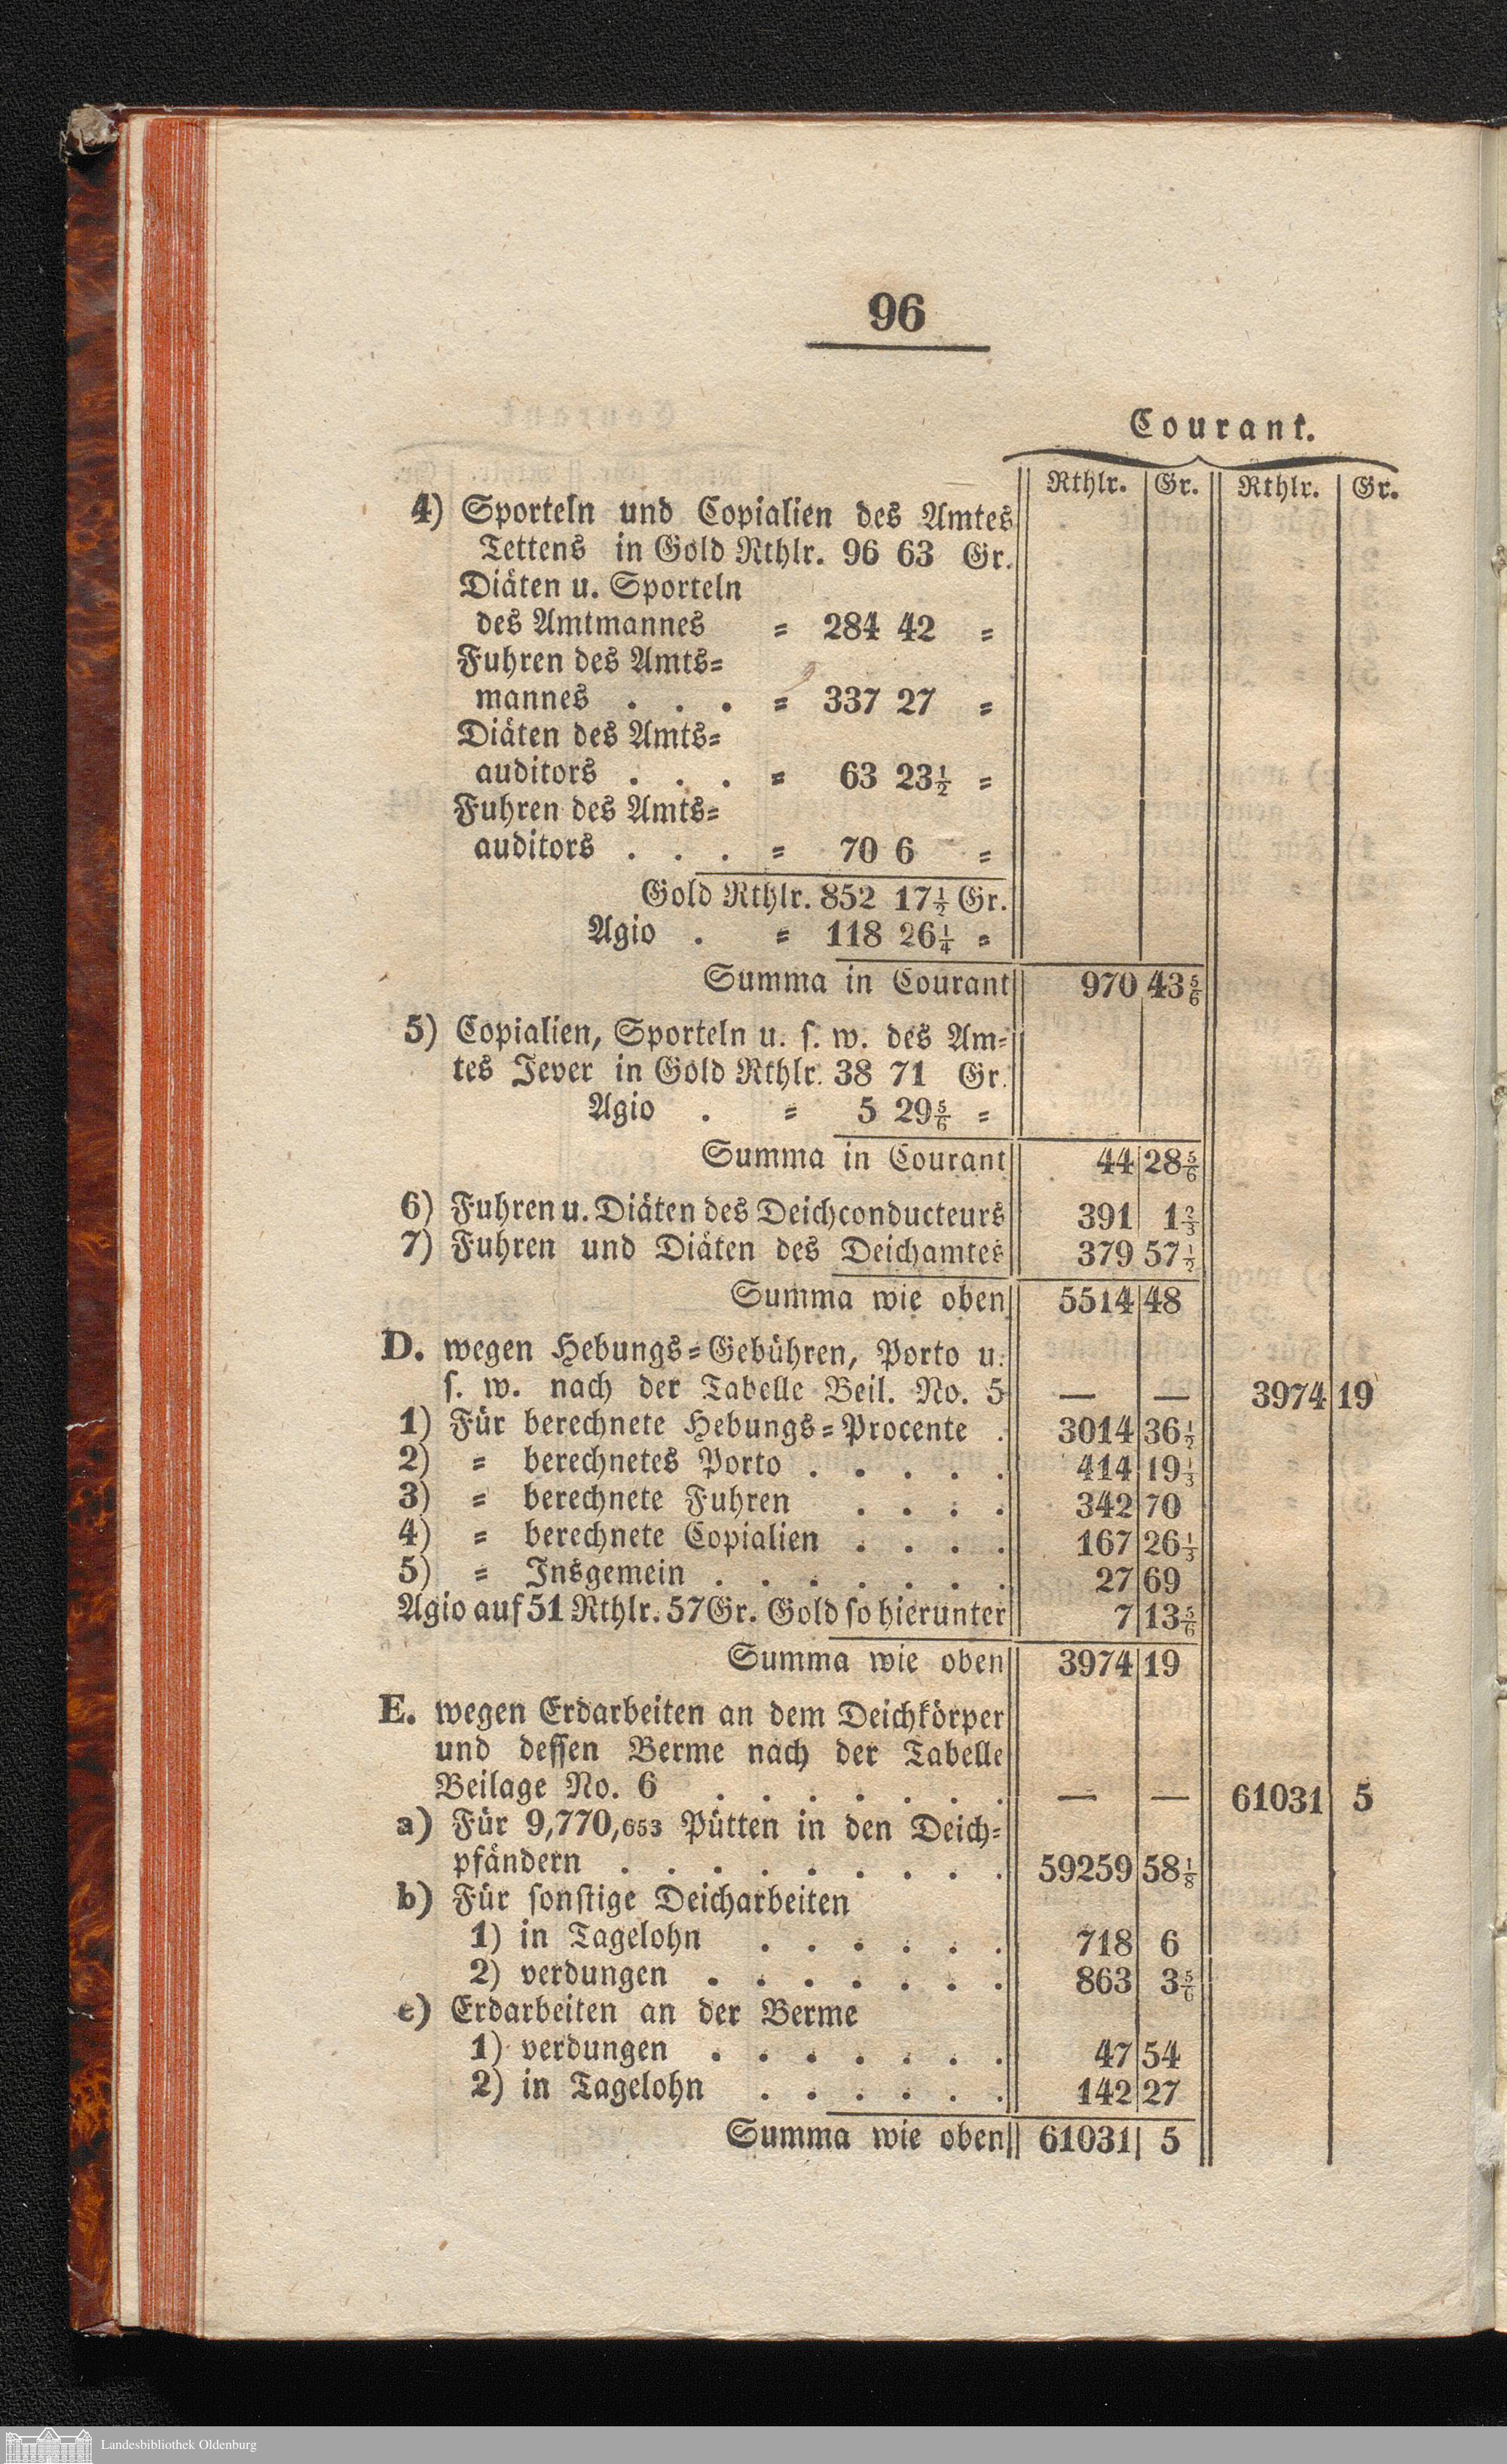 96
Courant.
Rthlr. Gr. Rthlr. Gr.
4) Sporteln und Copialien des Amtes
Tettens in Gold Rthlr. 96 63 Gr.
Diäten u. Sporteln
des Amtmannes = 284 42 =
Fuhren des Amts=
mannes . . . = 337 27 =
Diäten des Amts=
auditors . . . = 63 23½ =
Fuhren des Amts=
auditors . . . = 70 6 =
Gold Rthlr. 852 17½ Gr.
Agio . = 118 26¼ =
Summa in Courant 970 43⅚
5) Copialien, Sporteln u. ſ. w. des Am=
tes Jever in Gold Rthlr. 38 71 Gr.
Agio . = 5 29⅚ =
Summa in Courant 44 28⅚
6) Fuhren u. Diäten des Deichconducteurs 391 1⅔
7) Fuhren und Diäten des Deichamtes 379 57½
Summa wie oben 5514 48
D. wegen Hebungs=Gebühren, Porto u.
ſ. w. nach der Tabelle Beil. No. 5 — — 3974 19
1) Für berechnete Hebungs=Procente . 3014 36½
2) = berechnetes Porto . . . . . 414 19⅓
3) = berechnete Fuhren . . . . 342 70
4) = berechnete Copialien . . . . 167 26⅓
5) = Insgemein . . . . . . . 27 69
Agio auf 51 Rthlr. 57 Gr. Gold ſo hierunter 7 13⅚
Summa wie oben 3974 19
E. wegen Erdarbeiten an dem Deichkörper
und deſſen Berme nach der Tabelle
Beilage No. 6 . . . . . . . — — 61031 5
a) Für 9,770,653 Pütten in den Deich=
pfändern . . . . . . . . . 59259 58⅙
b) Für ſonſtige Deicharbeiten
1) in Tagelohn . . . . . . 718 6
2) verdungen . . . . . . . 863 3⅚
c) Erdarbeiten an der Berme
1) verdungen . . . . . . . 47 54
2) in Tagelohn . . . . . . 142 27
Summa wie oben 61031 5
Landesbibliothek Oldenburg